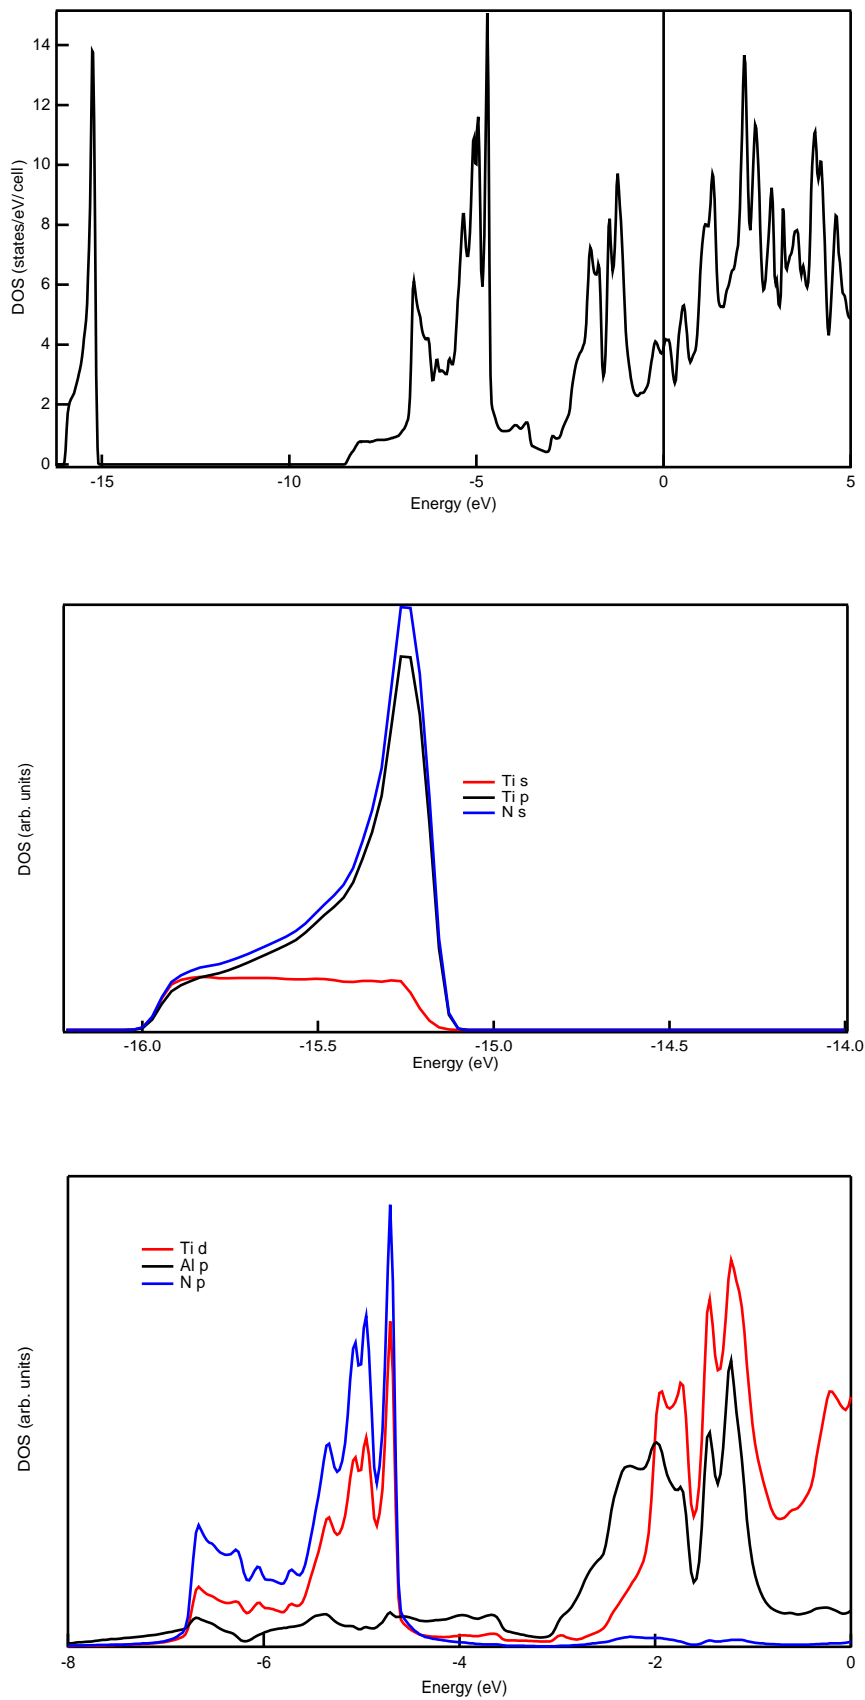 14
12
10
8
6
4
2
0
DOS (states/eV/cell)
-15 -10 -5 0 5
Energy (eV)
DOS (arb. units)
Ti s
Ti p
N s
-16.0 -15.5 -15.0 -14.5 -14.0
Energy (eV)
DOS (arb. units)
Ti d
Al p
N p
-8 -6 -4 -2 0
Energy (eV)